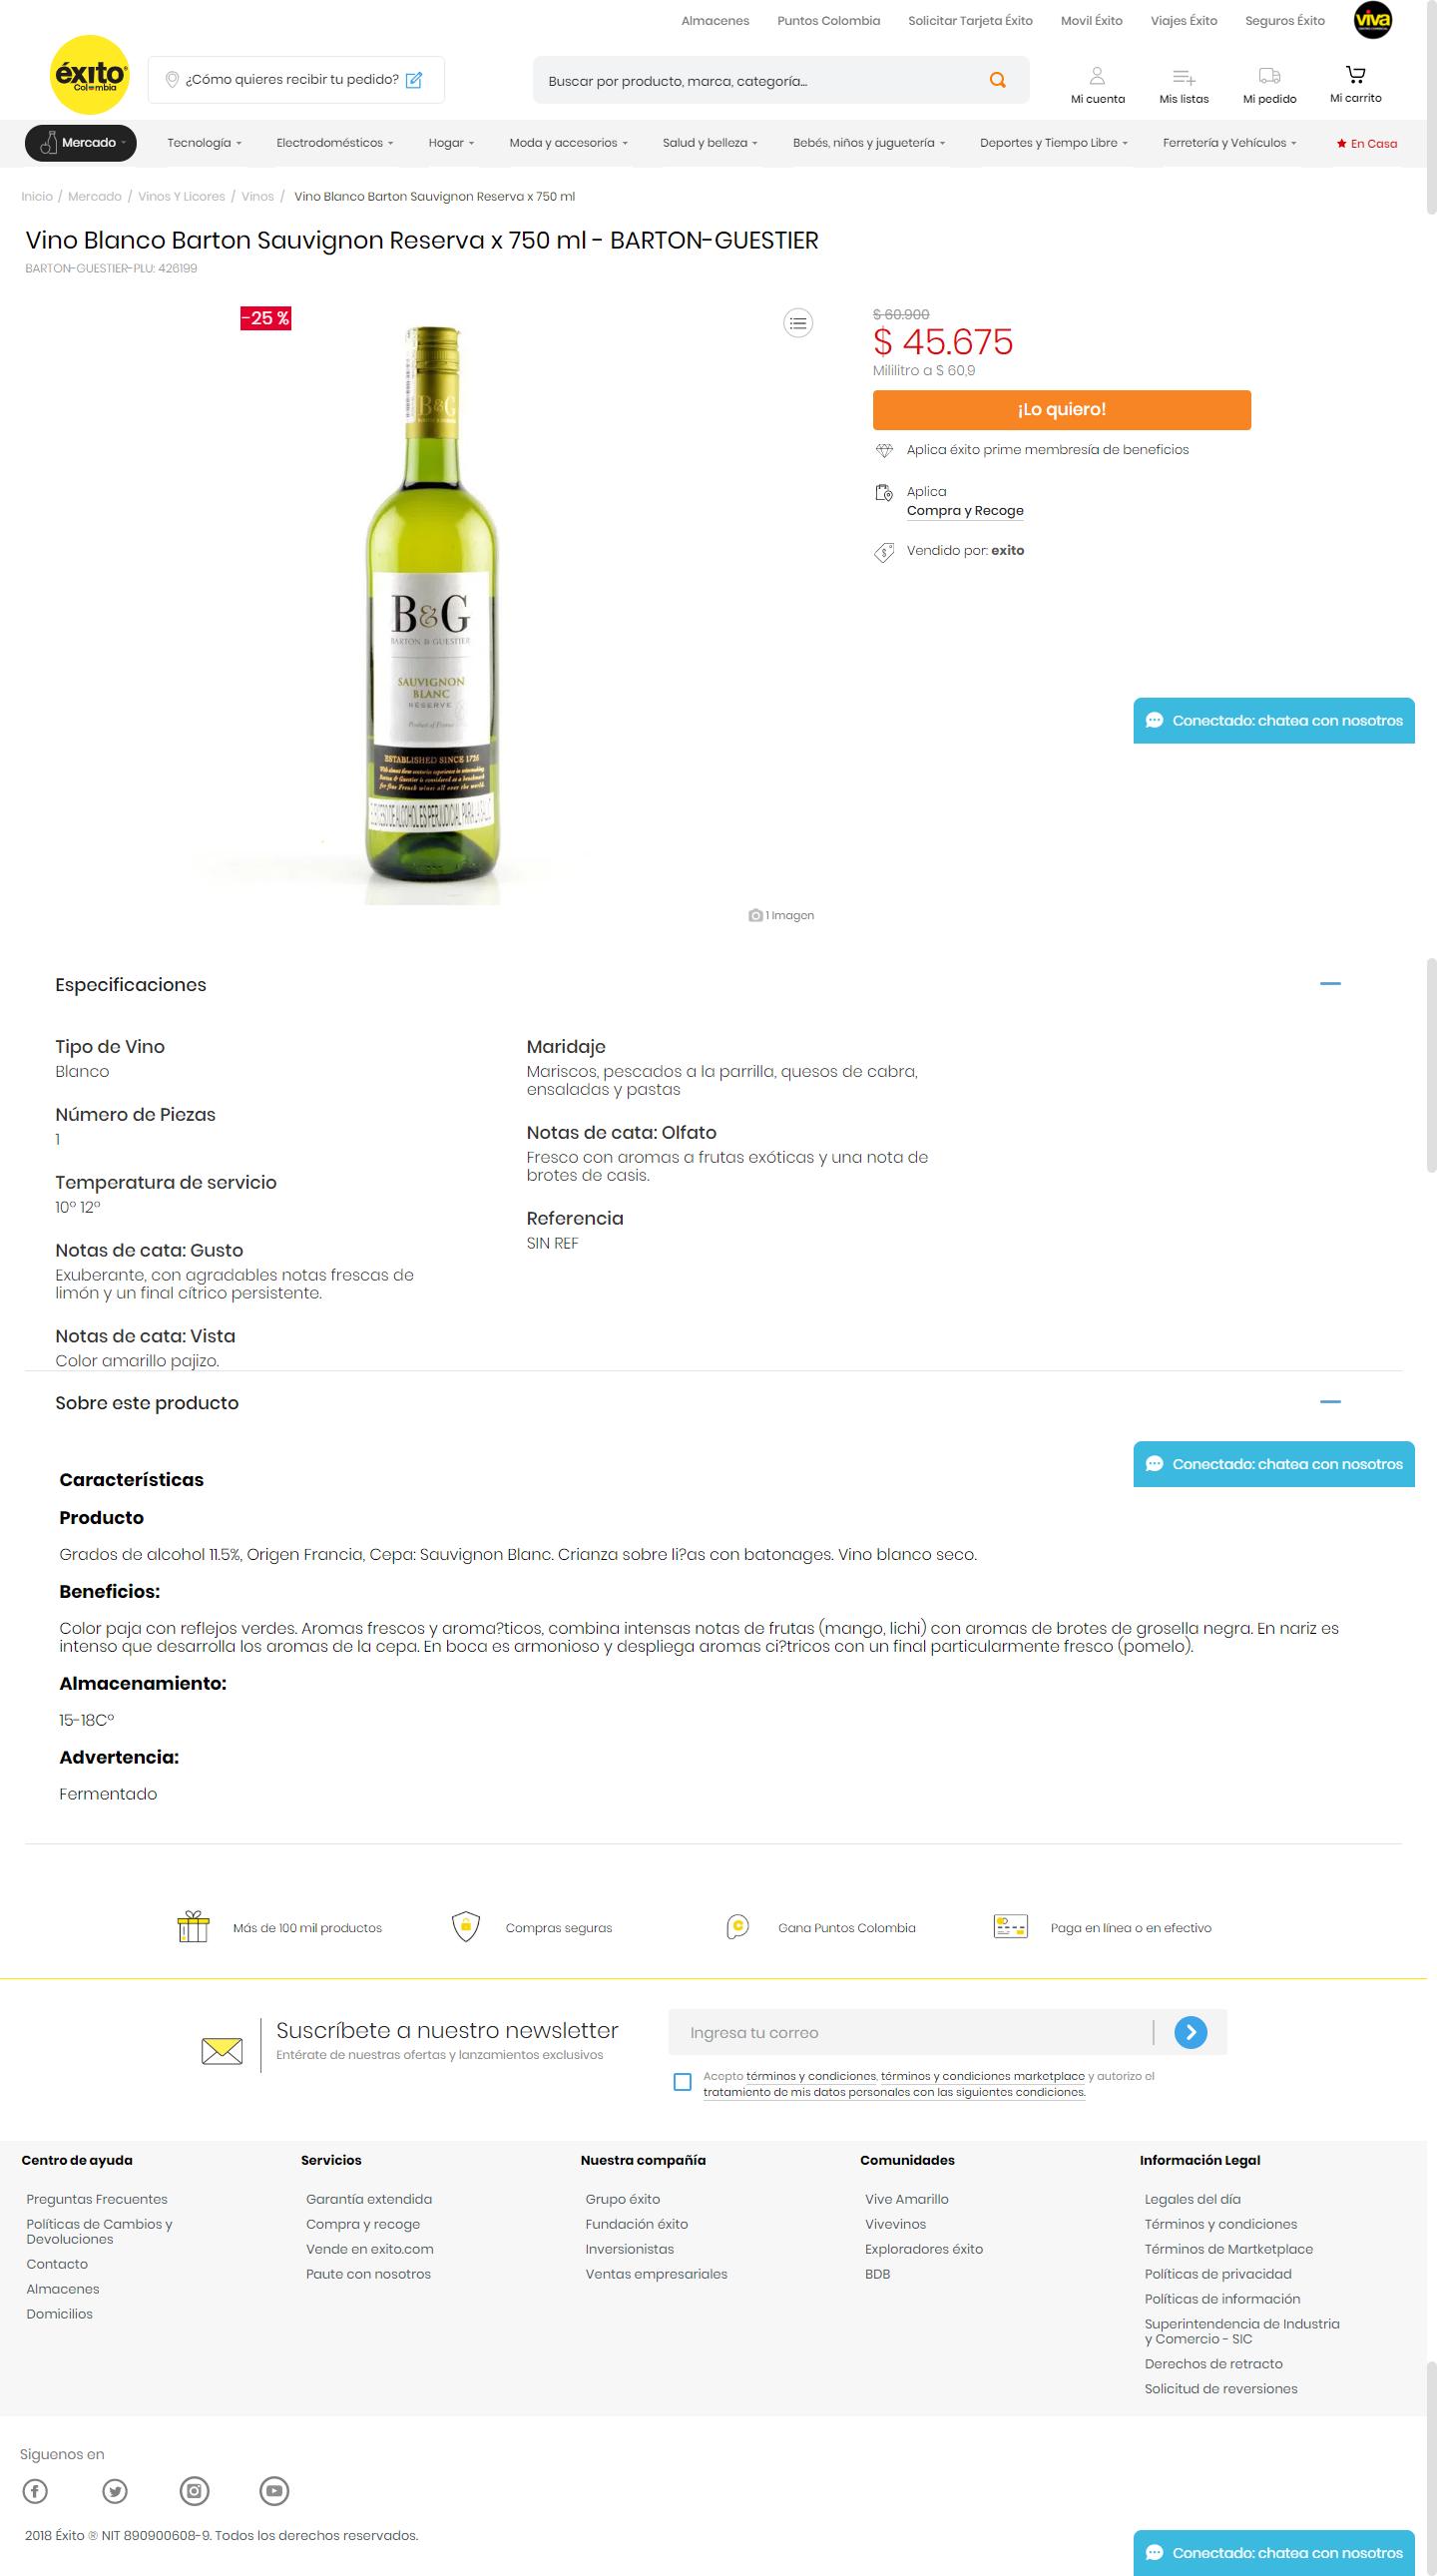 Almacenes Puntos Colombia Solicitar Tarjeta Éxito Movil Éxito Viajes Éxito Seguros Éxito viva
éxito
Colombia
¿Cómo quieres recibir tu pedido?
Buscar por producto, marca, categoría...
Mi cuenta Mis listas Mi pedido Mi carrito
Mercado Tecnología Electrodomésticos Hogar Moda y accesorios Salud y belleza Bebés, niños y juguetería Deportes y Tiempo Libre Ferretería y Vehículos En Casa
Inicio / Mercado / Vinos Y Licores / Vinos / Vino Blanco Barton Sauvignon Reserva x 750 ml
Vino Blanco Barton Sauvignon Reserva x 750 ml - BARTON-GUESTIER
BARTON-GUESTIER-PLU: 426199
-25 %
B&G
B&G
BARTON & GUESTIER
SAUVIGNON
BLANC
RESERVE
Product of France
ESTABLISHED SINCE 1725
$ 60.900
$ 45.675
Mililitro a $ 60,9
¡Lo quiero!
Aplica éxito prime membresía de beneficios
Aplica
Compra y Recoge
Vendido por: exito
Conectado: chatea con nosotros
1 Imagen
Especificaciones
Tipo de Vino
Blanco
Número de Piezas
1
Temperatura de servicio
10° 12°
Notas de cata: Gusto
Exuberante, con agradables notas frescas de
limón y un final cítrico persistente.
Notas de cata: Vista
Color amarillo pajizo.
Maridaje
Mariscos, pescados a la parrilla, quesos de cabra,
ensaladas y pastas
Notas de cata: Olfato
Fresco con aromas a frutas exóticas y una nota de
brotes de casis.
Referencia
SIN REF
Sobre este producto
Conectado: chatea con nosotros
Características
Producto
Grados de alcohol 11.5%, Origen Francia, Cepa: Sauvignon Blanc. Crianza sobre li?as con batonages. Vino blanco seco.
Beneficios:
Color paja con reflejos verdes. Aromas frescos y aroma?ticos, combina intensas notas de frutas (mango, lichi) con aromas de brotes de grosella negra. En nariz es
intenso que desarrolla los aromas de la cepa. En boca es armonioso y despliega aromas ci?tricos con un final particularmente fresco (pomelo).
Almacenamiento:
15-18C°
Advertencia:
Fermentado
Más de 100 mil productos Compras seguras Gana Puntos Colombia Paga en línea o en efectivo
Suscríbete a nuestro newsletter
Entérate de nuestras ofertas y lanzamientos exclusivos
Ingresa tu correo
Acepto términos y condiciones, términos y condiciones marketplace y autorizo el
tratamiento de mis datos personales con las siguientes condiciones.
Centro de ayuda
Preguntas Frecuentes
Políticas de Cambios y
Devoluciones
Contacto
Almacenes
Domicilios
Servicios
Garantía extendida
Compra y recoge
Vende en exito.com
Paute con nosotros
Nuestra compañía
Grupo éxito
Fundación éxito
Inversionistas
Ventas empresariales
Comunidades
Vive Amarillo
Vivevinos
Exploradores éxito
BDB
Información Legal
Legales del día
Términos y condiciones
Términos de Martketplace
Políticas de privacidad
Políticas de información
Superintendencia de Industria
y Comercio - SIC
Derechos de retracto
Solicitud de reversiones
Siguenos en
2018 Éxito ® NIT 890900608-9. Todos los derechos reservados.
Conectado: chatea con nosotros